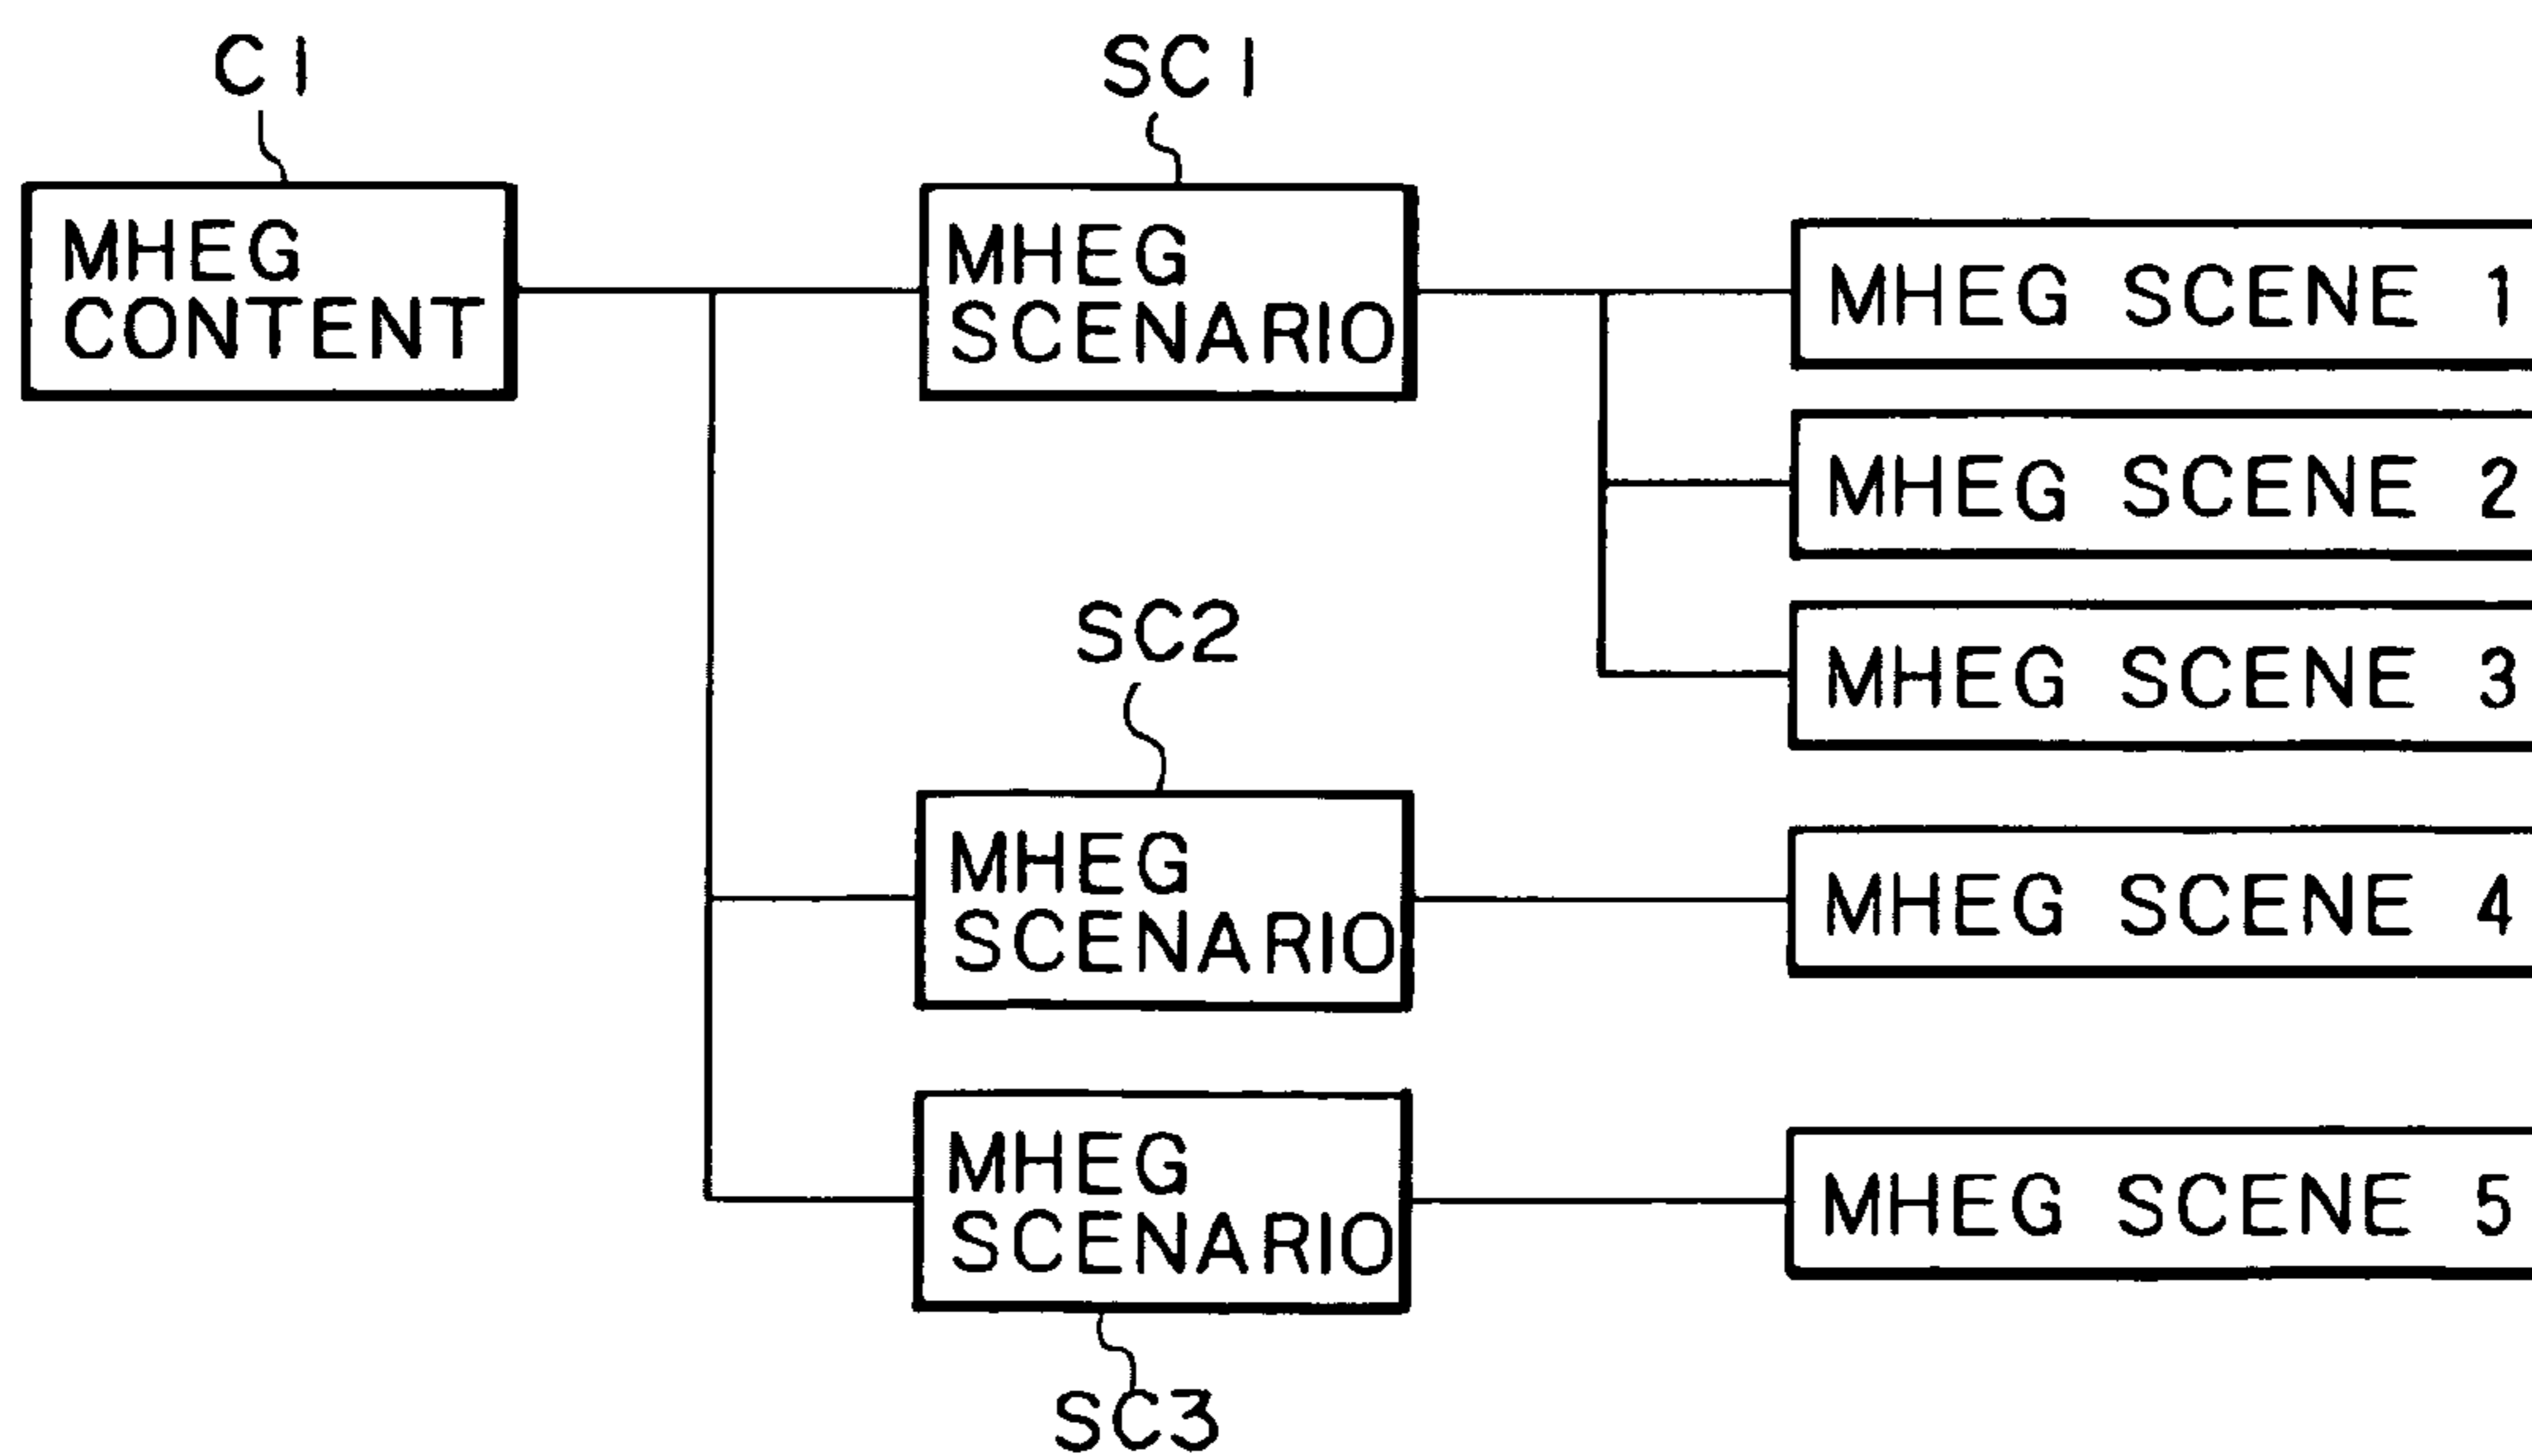 C1
MHEG
CONTENT
SC1
MHEG
SCENARIO
MHEG SCENE 1
MHEG SCENE 2
MHEG SCENE 3
SC2
MHEG
SCENARIO
MHEG SCENE 4
MHEG
SCENARIO
MHEG SCENE 5
SC3